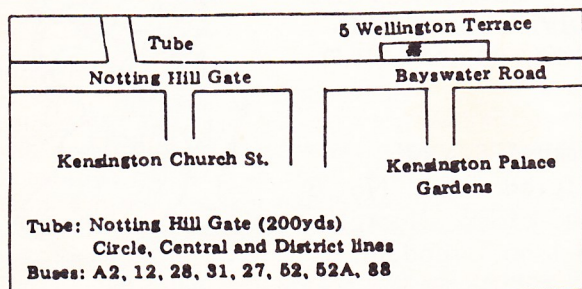 5 Wellington Terrace
Tube
Notting Hill Gate
Bayswater Road
Kensington Church St.
Kensington Palace
Gardens
Tube: Notting Hill Gate (200yds)
Circle, Central and District lines
Buses: A2, 12, 28, 31, 27, 52, 52A, 88